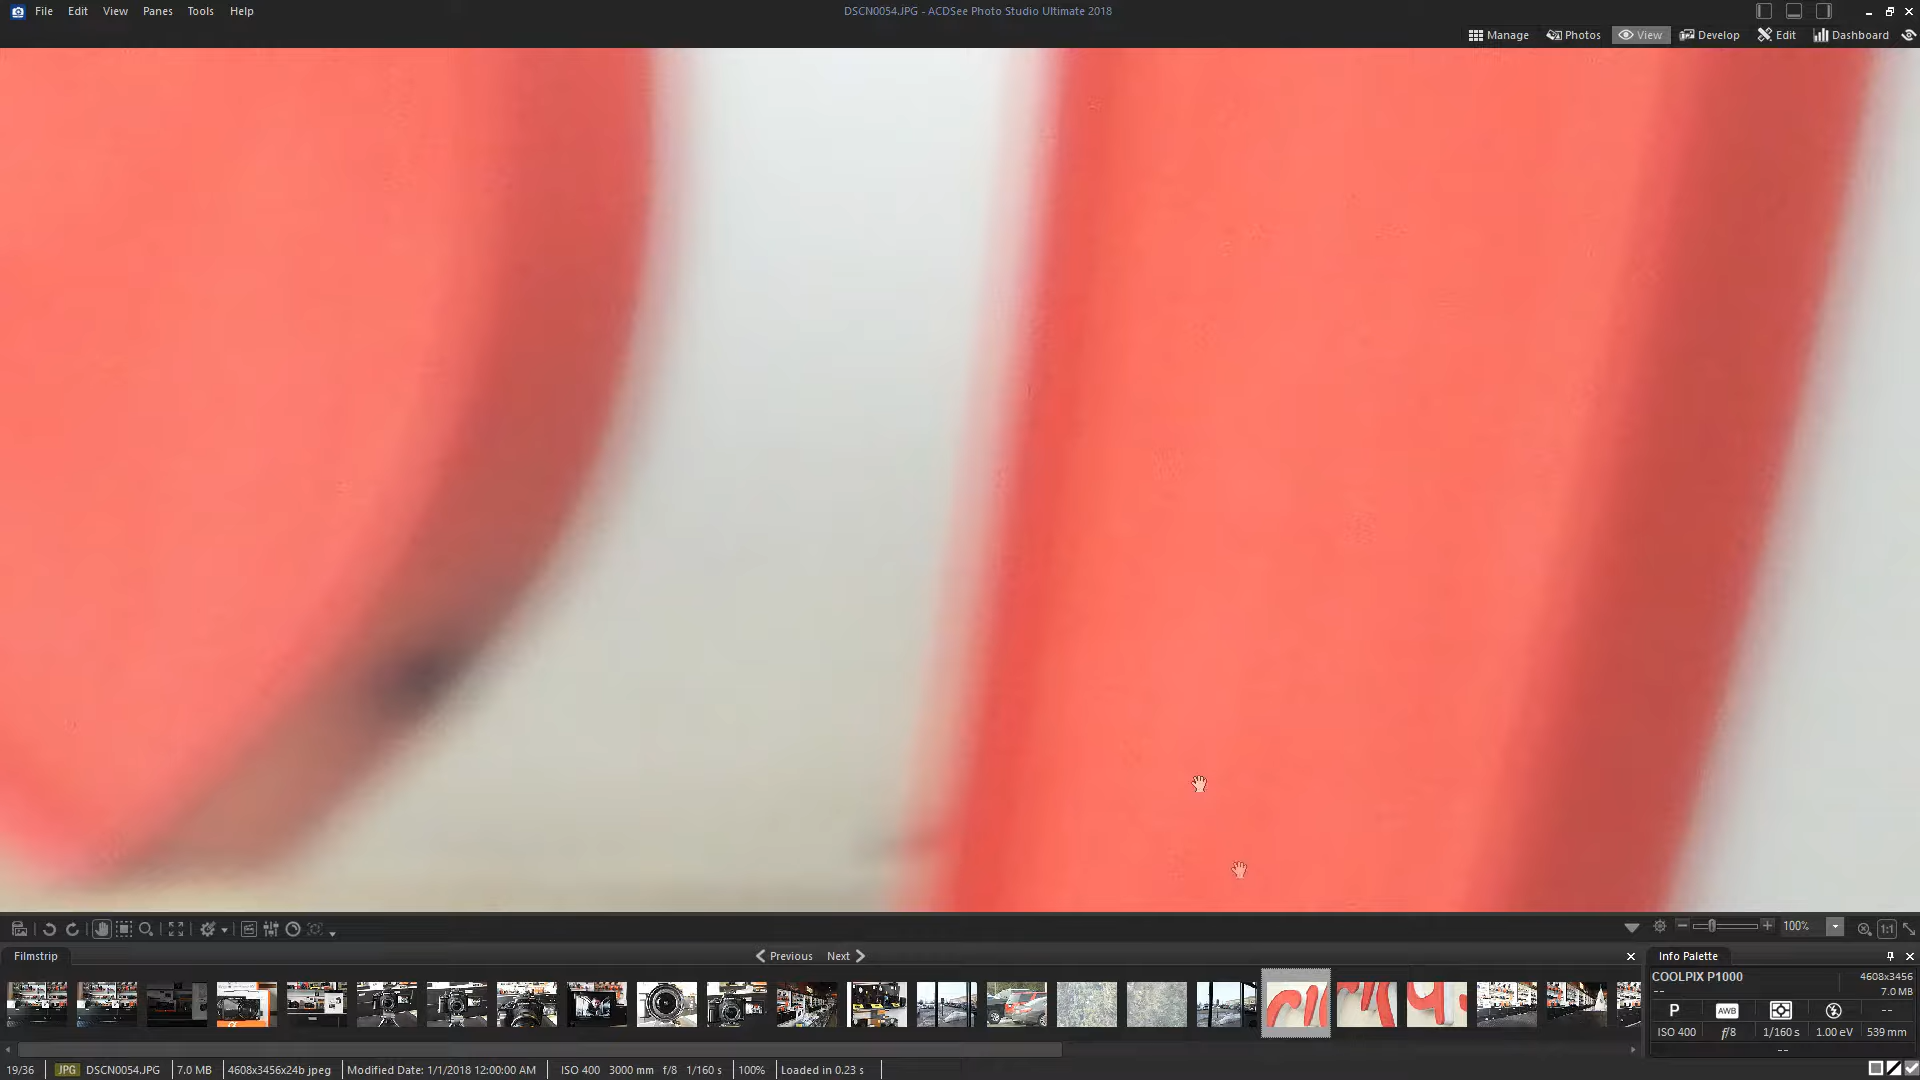 File Edit View Panes Tools Help
DSCN0054.JPG - ACDSee Photo Studio Ultimate 2018
Manage Photos View Develop Edit Dashboard
100%
1:1
Filmstrip
Previous Next
Info Palette
COOLPIX P1000
4608x3456
--
7.0 MB
P AWB --
ISO 400 f/8 1/160 s 1.00 eV 539 mm
--
19/36 JPG DSCN0054.JPG 7.0 MB 4608x3456x24b jpeg Modified Date: 1/1/2018 12:00:00 AM ISO 400 3000 mm f/8 1/160 s 100% Loaded in 0.23 s